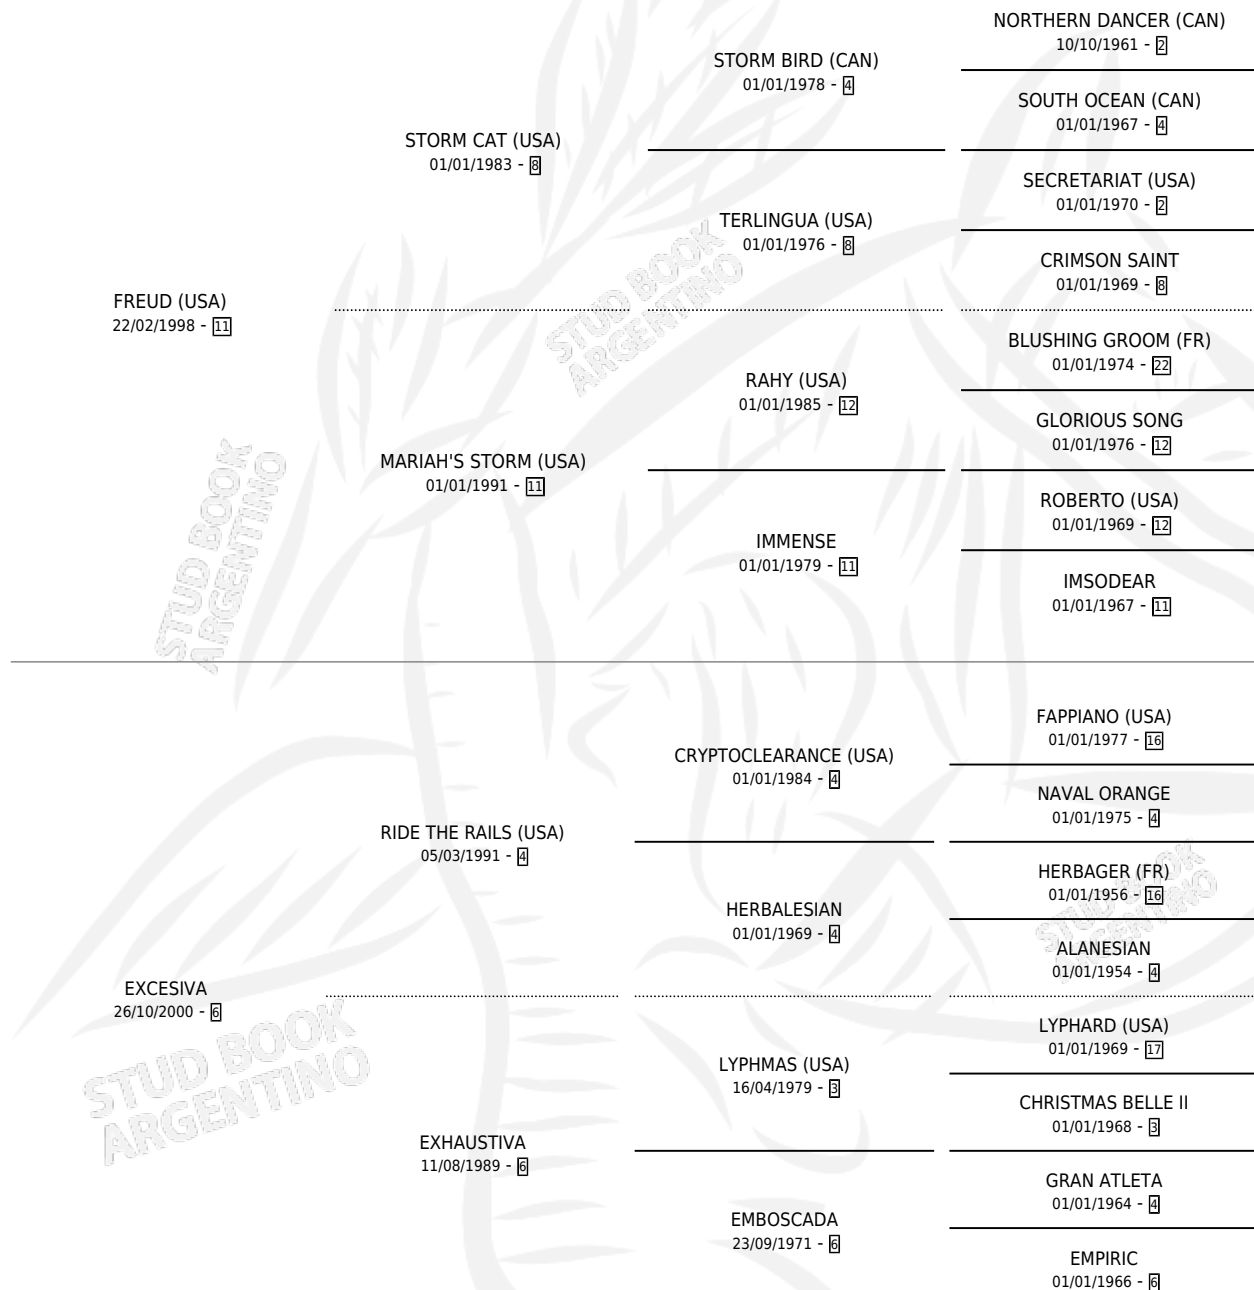 NORTHERN DANCER (CAN)
10/10/1961 - 2
STORM BIRD (CAN)
01/01/1978 - 4
SOUTH OCEAN (CAN)
01/01/1967 - 4
STORM CAT (USA)
01/01/1983 - 8
SECRETARIAT (USA)
01/01/1970 - 2
TERLINGUA (USA)
01/01/1976 - 8
CRIMSON SAINT
01/01/1969 - 8
FREUD (USA)
22/02/1998 - 11
BLUSHING GROOM (FR)
01/01/1974 - 22
RAHY (USA)
01/01/1985 - 12
GLORIOUS SONG
01/01/1976 - 12
MARIAH'S STORM (USA)
01/01/1991 - 11
ROBERTO (USA)
01/01/1969 - 12
IMMENSE
01/01/1979 - 11
IMSODEAR
01/01/1967 - 11
FAPPIANO (USA)
01/01/1977 - 16
CRYPTOCLEARANCE (USA)
01/01/1984 - 4
NAVAL ORANGE
01/01/1975 - 4
RIDE THE RAILS (USA)
05/03/1991 - 4
HERBAGER (FR)
01/01/1956 - 16
HERBALESIAN
01/01/1969 - 4
ALANESIAN
01/01/1954 - 4
EXCESIVA
26/10/2000 - 6
LYPHARD (USA)
01/01/1969 - 17
LYPHMAS (USA)
16/04/1979 - 3
CHRISTMAS BELLE II
01/01/1968 - 3
EXHAUSTIVA
11/08/1989 - 6
GRAN ATLETA
01/01/1964 - 4
EMBOSCADA
23/09/1971 - 6
EMPIRIC
01/01/1966 - 6
STUD BOOK
ARGENTINO
STUD BOOK
ARGENTINO
STUD BOOK
ARGENTINO
STUD BOOK
ARGENTINO